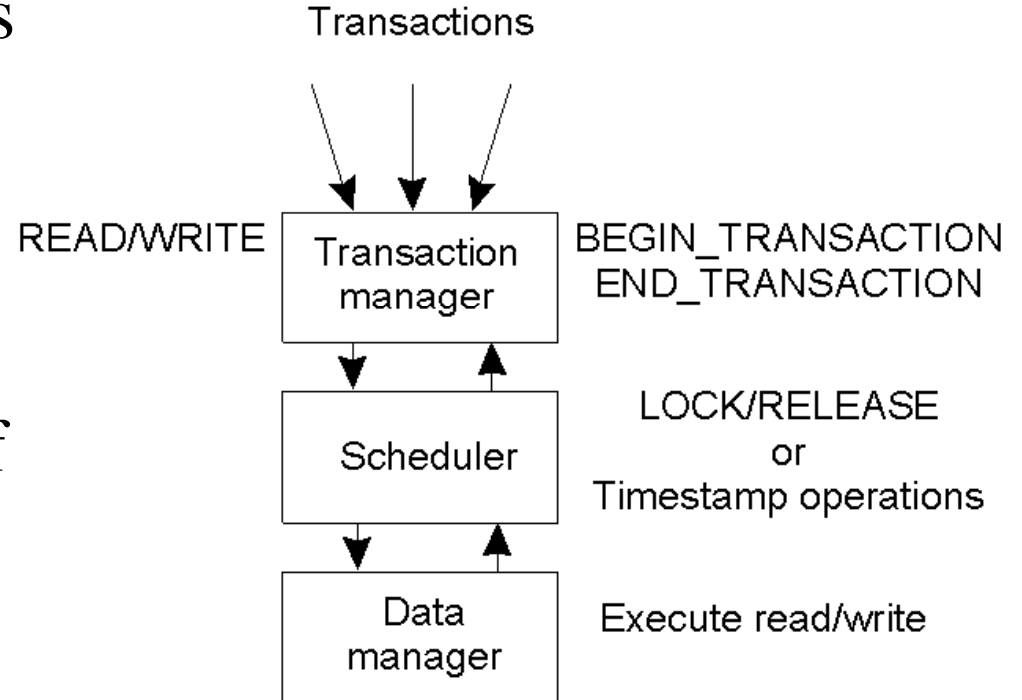 s
Transactions
READ/WRITE
Transaction
manager
BEGIN_TRANSACTION
END_TRANSACTION
f
Scheduler
LOCK/RELEASE
or
Timestamp operations
Data
manager
Execute read/write